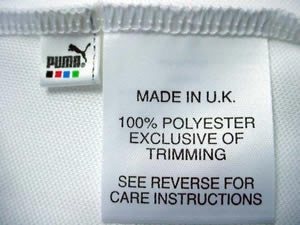 PUMA
MADE IN U.K.
100% POLYESTER
EXCLUSIVE OF
TRIMMING
SEE REVERSE FOR
CARE INSTRUCTIONS